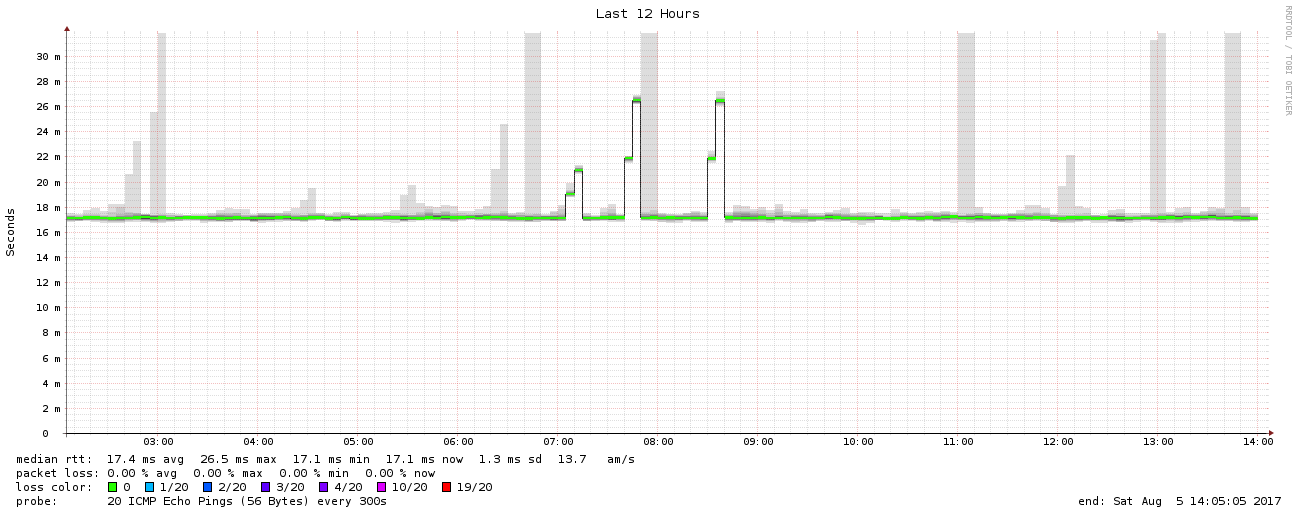 Last 12 Hours
RRDTOOL / TOBI OETIKER
Seconds
30 m
28 m
26 m
24 m
22 m
20 m
18 m
16 m
14 m
12 m
10 m
8 m
6 m
4 m
2 m
0
03:00 04:00 05:00 06:00 07:00 08:00 09:00 10:00 11:00 12:00 13:00 14:00
median rtt: 17.4 ms avg 26.5 ms max 17.1 ms min 17.1 ms now 1.3 ms sd 13.7 am/s
packet loss: 0.00 % avg 0.00 % max 0.00 % min 0.00 % now
loss color: 0 1/20 2/20 3/20 4/20 10/20 19/20
probe: 20 ICMP Echo Pings (56 Bytes) every 300s end: Sat Aug 5 14:05:05 2017